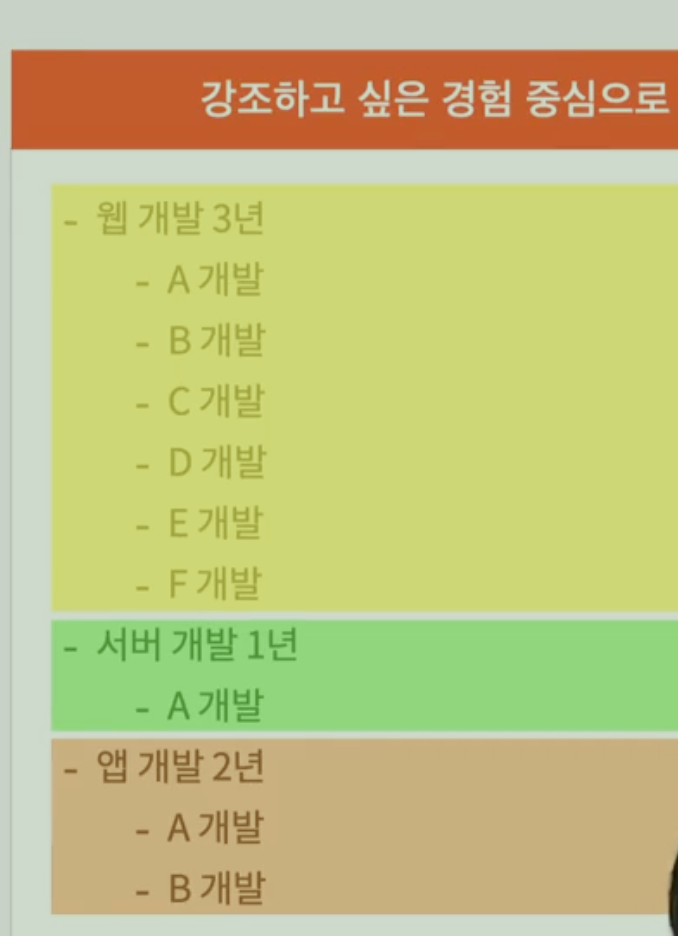 강조하고 싶은 경험 중심으로
- 웹 개발 3년
- A 개발
- B 개발
- C 개발
- D 개발
- E 개발
- F 개발
- 서버 개발 1년
- A 개발
- 앱 개발 2년
- A 개발
- B 개발